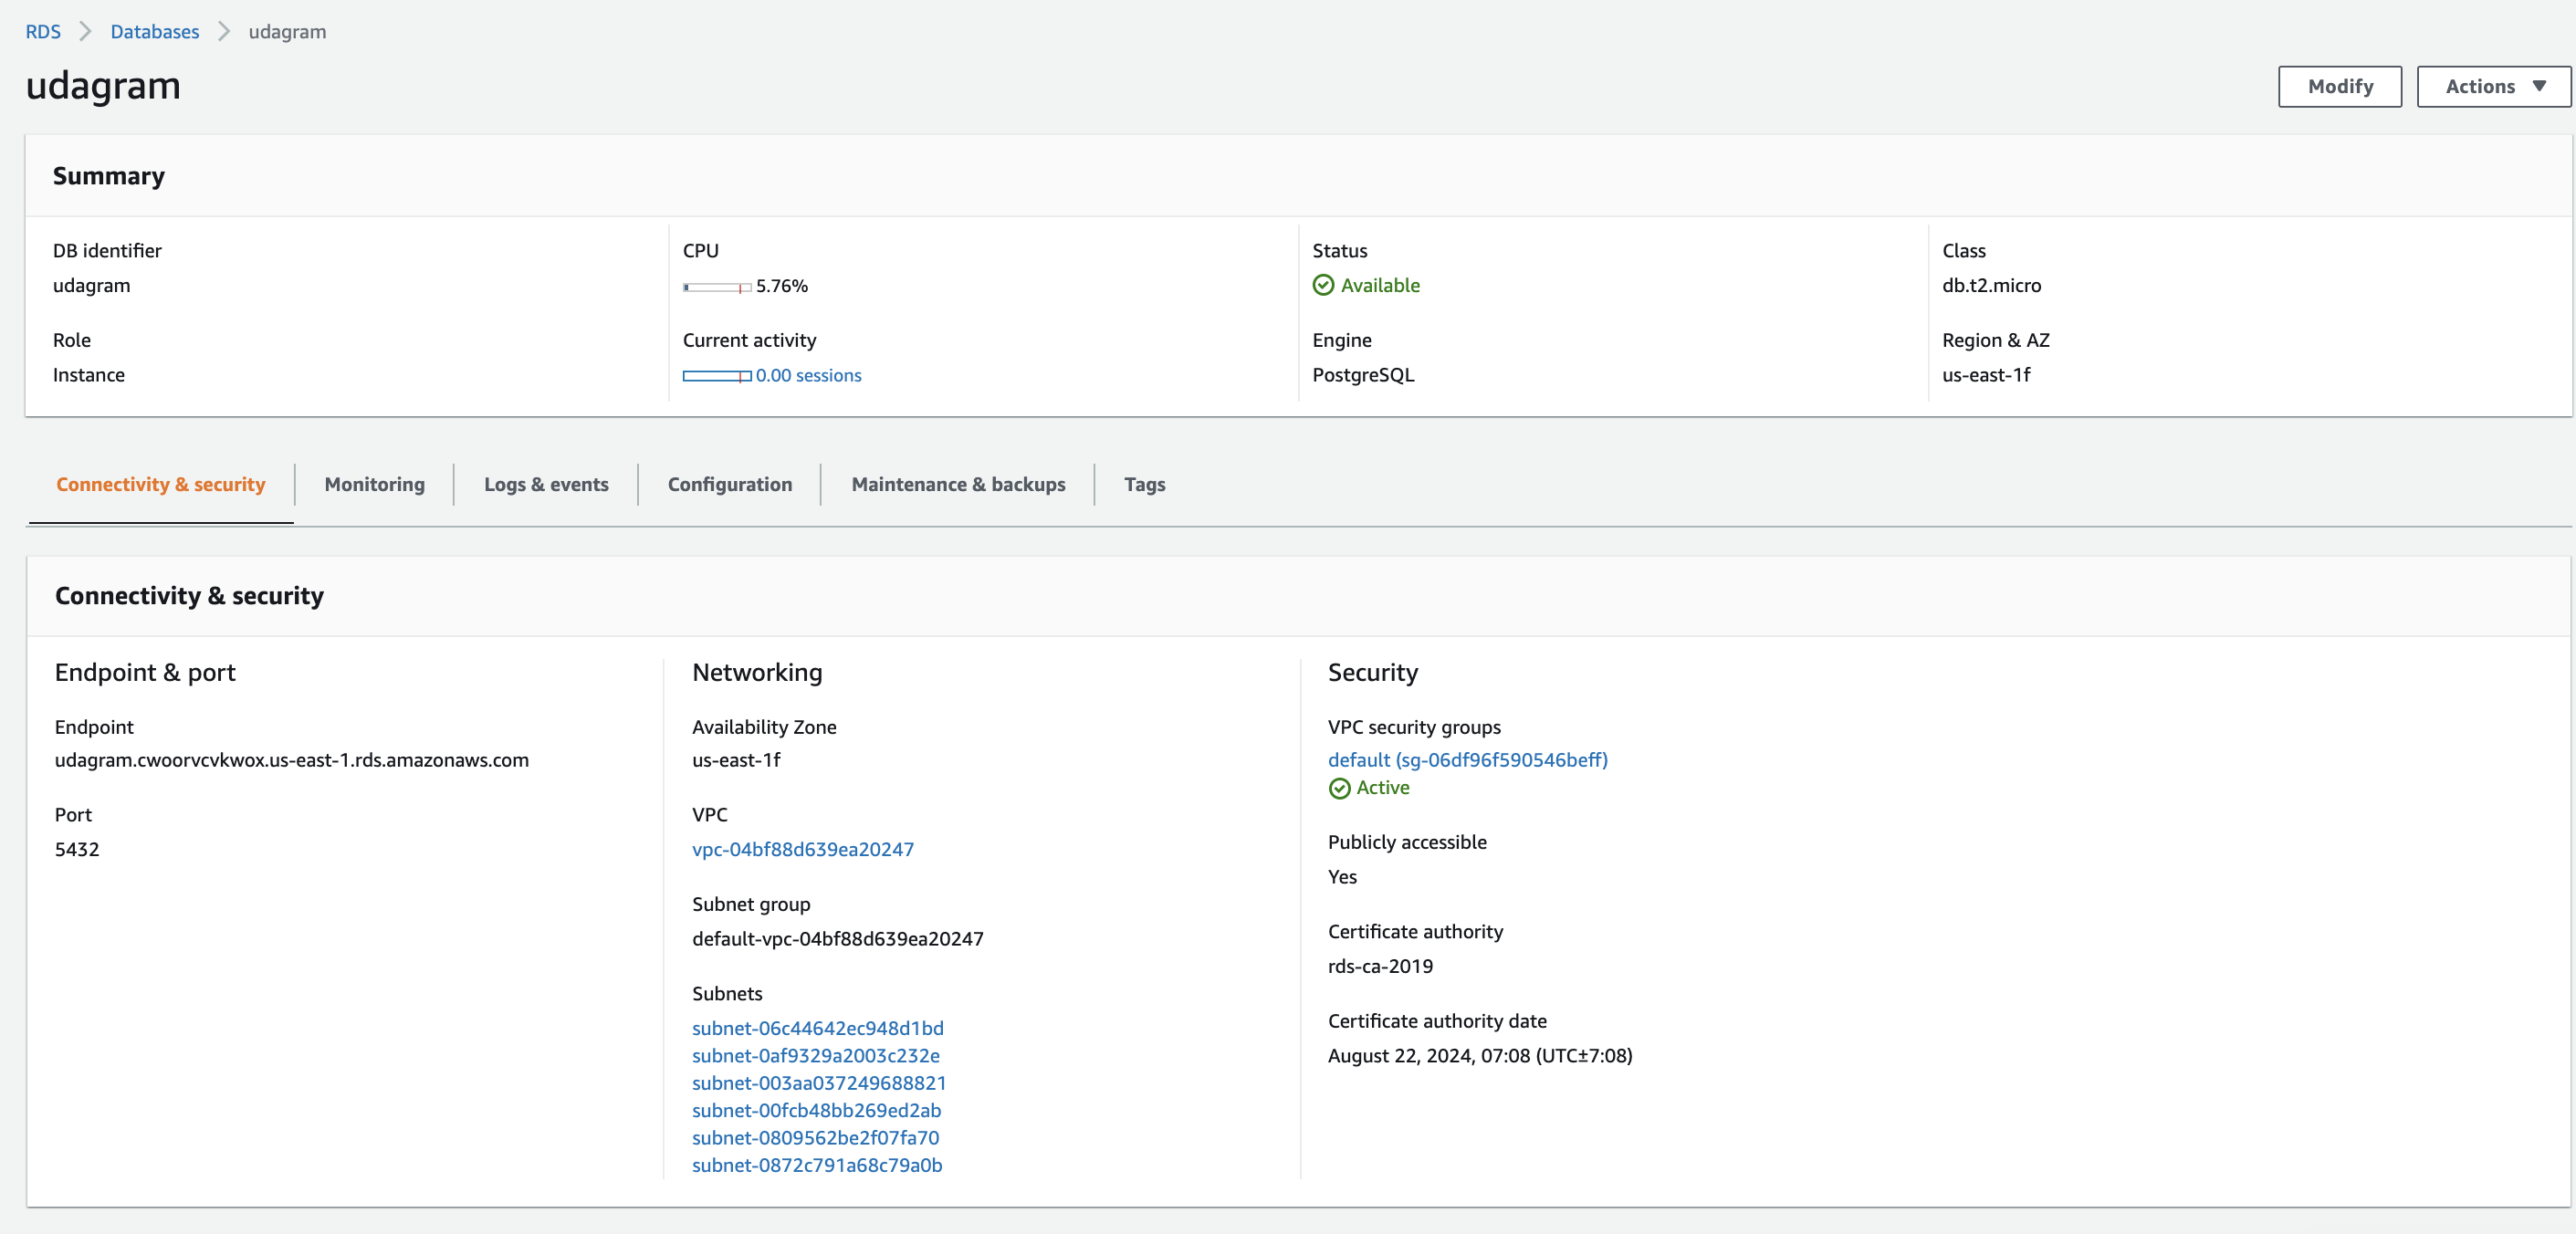 RDS > Databases > udagram
udagram
Modify
Actions
Summary
DB identifier
udagram
CPU
5.76%
Status
Available
Class
db.t2.micro
Role
Instance
Current activity
0.00 sessions
Engine
PostgreSQL
Region & AZ
us-east-1f
Connectivity & security
Monitoring
Logs & events
Configuration
Maintenance & backups
Tags
Connectivity & security
Endpoint & port
Endpoint
udagram.cwoorvcvkwox.us-east-1.rds.amazonaws.com
Port
5432
Networking
Availability Zone
us-east-1f
VPC
vpc-04bf88d639ea20247
Subnet group
default-vpc-04bf88d639ea20247
Subnets
subnet-06c44642ec948d1bd
subnet-0af9329a2003c232e
subnet-003aa037249688821
subnet-00fcb48bb269ed2ab
subnet-0809562be2f07fa70
subnet-0872c791a68c79a0b
Security
VPC security groups
default (sg-06df96f590546beff)
Active
Publicly accessible
Yes
Certificate authority
rds-ca-2019
Certificate authority date
August 22, 2024, 07:08 (UTC±7:08)